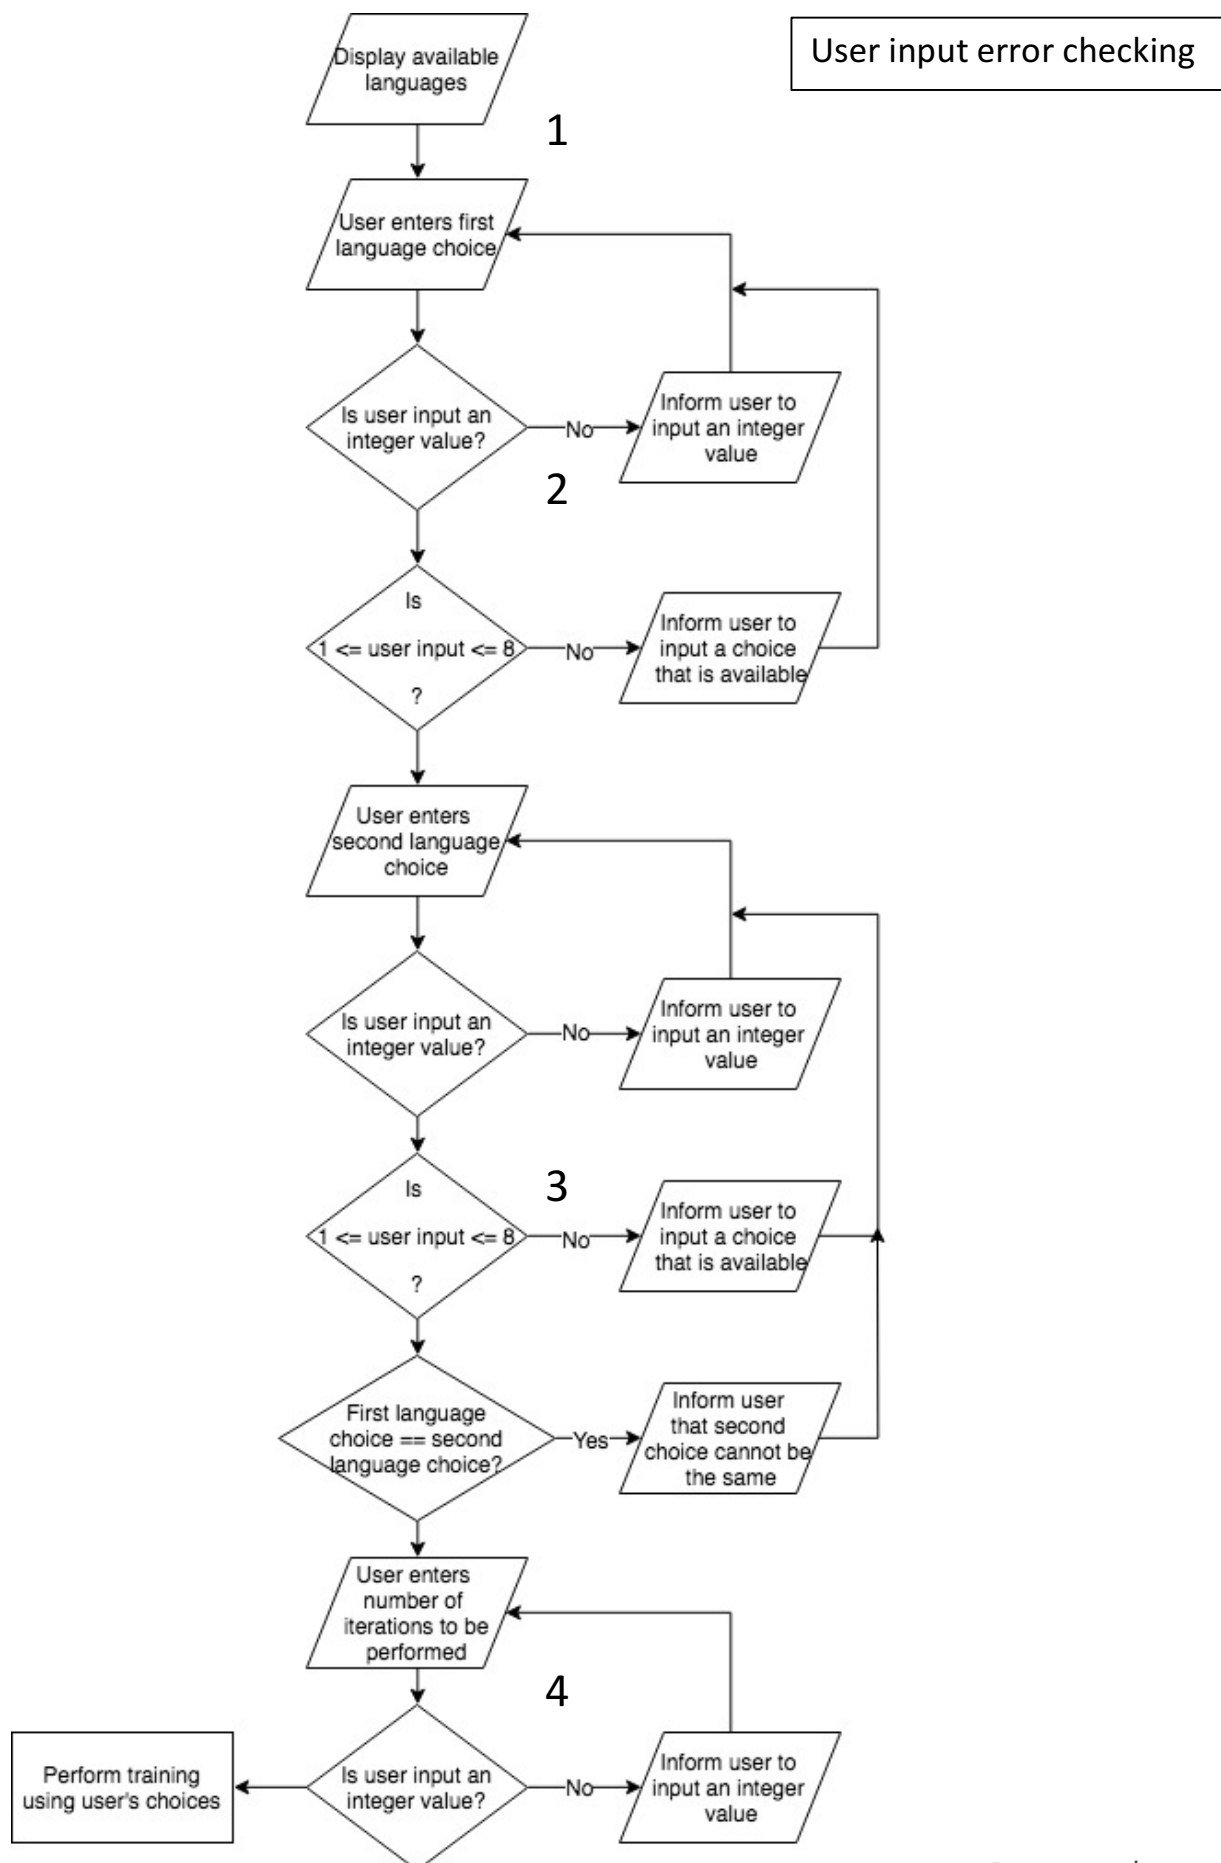 User input error checking
Display available
languages
1
User enters first
language choice
Is user input an
integer value?
No
Inform user to
input an integer
value
2
Is
1 <= user input <= 8
?
No
Inform user to
input a choice
that is available
User enters
second language
choice
Is user input an
integer value?
No
Inform user to
input an integer
value
3
Is
1 <= user input <= 8
?
No
Inform user to
input a choice
that is available
First language
choice == second
language choice?
Yes
Inform user
that second
choice cannot be
the same
User enters
number of
iterations to be
performed
4
Is user input an
integer value?
No
Inform user to
input an integer
value
Perform training
using user's choices